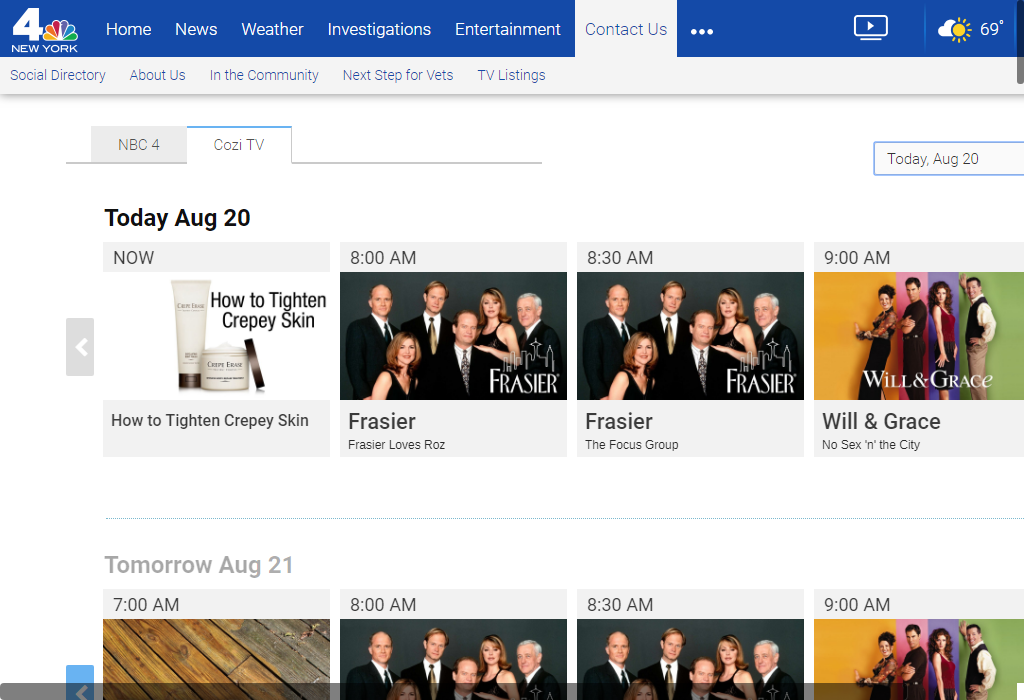 4
NEW YORK
Home News Weather Investigations Entertainment Contact Us
69°
Social Directory About Us In the Community Next Step for Vets TV Listings
NBC 4 Cozi TV
Today, Aug 20
Today Aug 20
NOW 8:00 AM 8:30 AM 9:00 AM
How to Tighten
Crepey Skin
CRÉPE ERASE
CRÉPE ERASE
FRASIER
FRASIER
WILL & GRACE
How to Tighten Crepey Skin
Frasier
Frasier Loves Roz
Frasier
The Focus Group
Will & Grace
No Sex 'n' the City
Tomorrow Aug 21
7:00 AM 8:00 AM 8:30 AM 9:00 AM